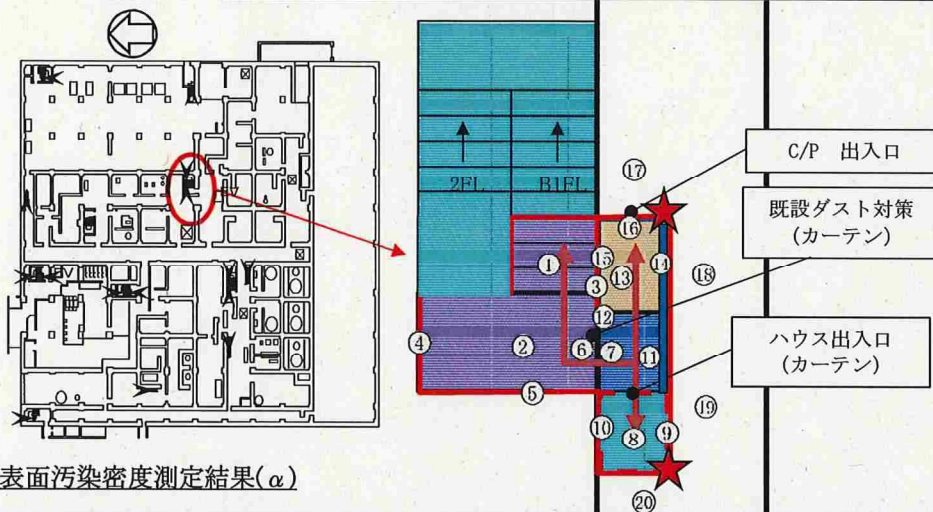 2FL
B1FL
C/P 出入口
既設ダスト対策
(カーテン)
ハウス出入口
(カーテン)
⑰
⑯
①
⑮
⑬
⑭
③
⑱
⑫
④
②
⑥
⑦
⑪
⑤
⑲
⑩
⑧
⑨
⑳
表面汚染密度測定結果(α)